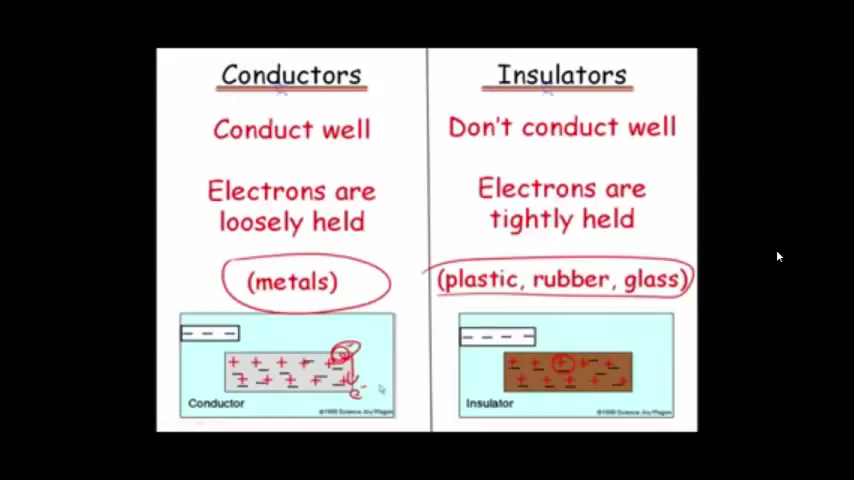 Conductors
Conduct well
Electrons are
loosely held
(metals)
e-
Conductor
Insulators
Don't conduct well
Electrons are
tightly held
(plastic, rubber, glass)
Insulator